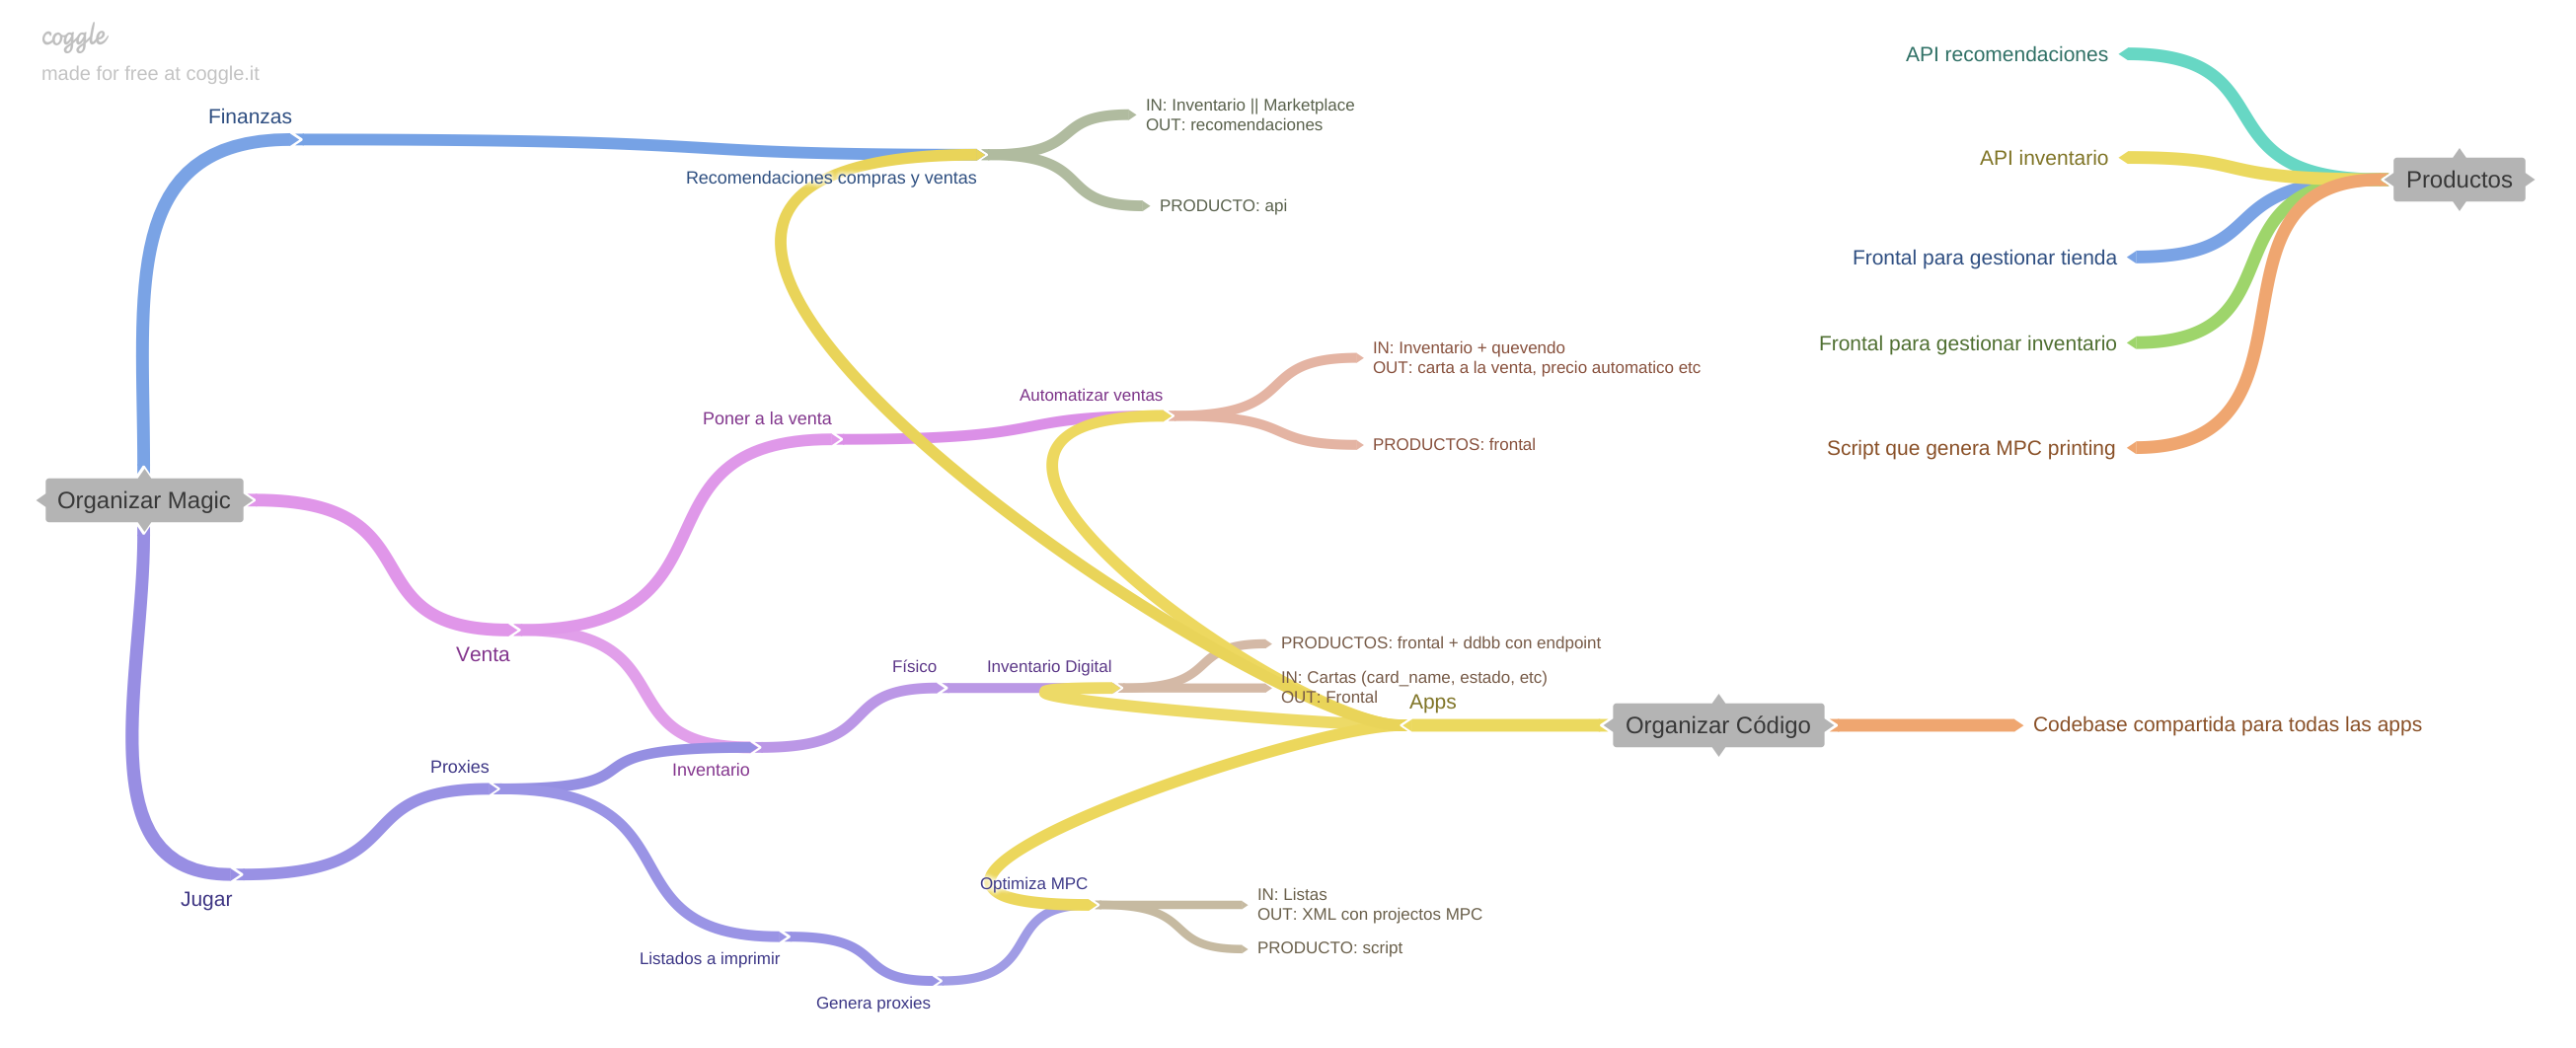 coggle
made for free at coggle.it
Finanzas
Recomendaciones compras y ventas
IN: Inventario || Marketplace
OUT: recomendaciones
PRODUCTO: api
API recomendaciones
API inventario
Productos
Frontal para gestionar tienda
Frontal para gestionar inventario
Script que genera MPC printing
Organizar Magic
Poner a la venta
Automatizar ventas
IN: Inventario + quevendo
OUT: carta a la venta, precio automatico etc
PRODUCTOS: frontal
Venta
Inventario
Físico
Inventario Digital
PRODUCTOS: frontal + ddbb con endpoint
IN: Cartas (card_name, estado, etc)
OUT: Frontal
Apps
Organizar Código
Codebase compartida para todas las apps
Proxies
Jugar
Listados a imprimir
Genera proxies
Optimiza MPC
IN: Listas
OUT: XML con projectos MPC
PRODUCTO: script